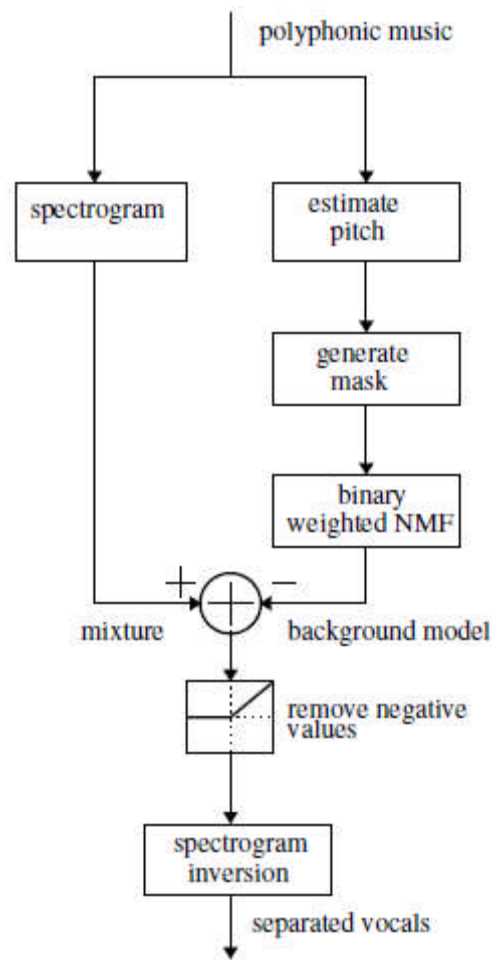 polyphonic music
spectrogram
estimate
pitch
generate
mask
binary
weighted NMF
+
−
+
mixture
background model
remove negative
values
spectrogram
inversion
separated vocals